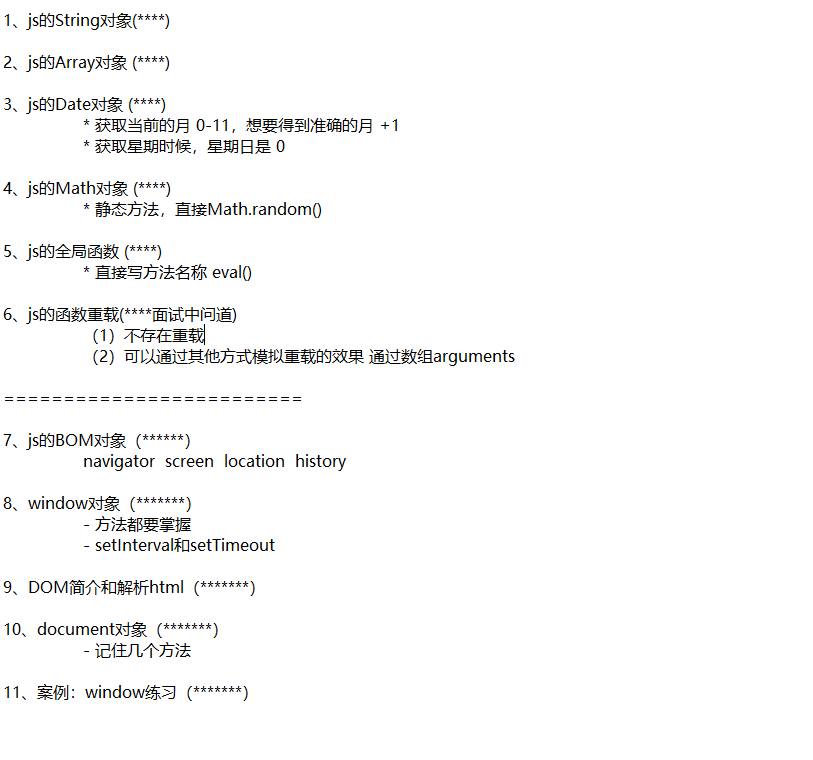 1、js的String对象(****)
2、js的Array对象 (****)
3、js的Date对象 (****)
* 获取当前的月 0-11，想要得到准确的月 +1
* 获取星期时候，星期日是 0
4、js的Math对象 (****)
* 静态方法，直接Math.random()
5、js的全局函数 (****)
* 直接写方法名称 eval()
6、js的函数重载(****面试中问道)
（1）不存在重载
（2）可以通过其他方式模拟重载的效果 通过数组arguments
=========================
7、js的BOM对象（******）
navigator screen location history
8、window对象（*******）
- 方法都要掌握
- setInterval和setTimeout
9、DOM简介和解析html（*******）
10、document对象（*******）
- 记住几个方法
11、案例：window练习（*******）